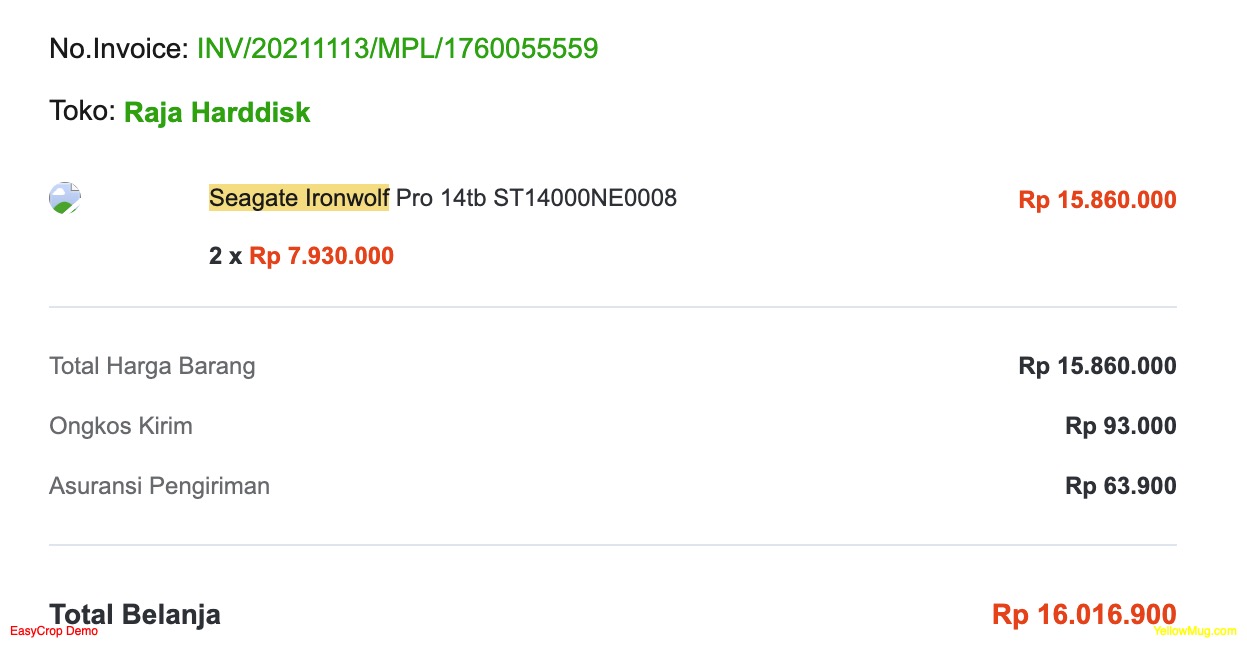 No.Invoice: INV/20211113/MPL/1760055559
Toko: Raja Harddisk
Seagate Ironwolf Pro 14tb ST14000NE0008 Rp 15.860.000
2 x Rp 7.930.000
Total Harga Barang Rp 15.860.000
Ongkos Kirim Rp 93.000
Asuransi Pengiriman Rp 63.900
Total Belanja Rp 16.016.900
EasyCrop Demo YellowMug.com